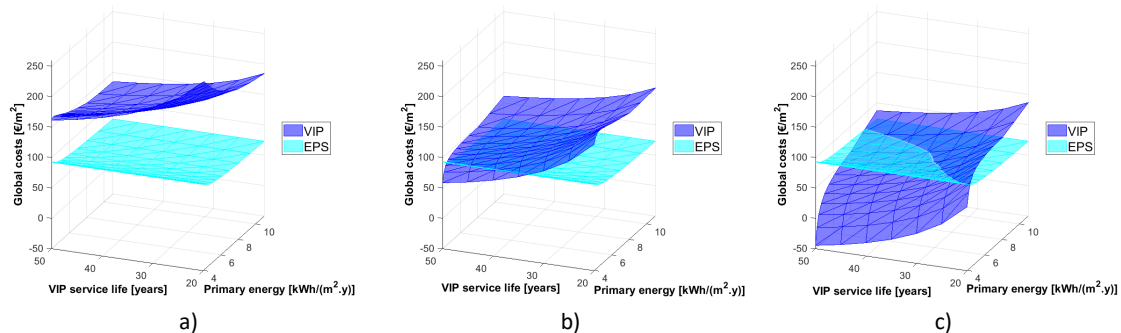 250
200
150
100
50
0
-50
Global costs [€/m²]
50
40
30
20
VIP service life [years]
4
6
8
10
Primary energy [kWh/(m².y)]
VIP
EPS
a)
250
200
150
100
50
0
-50
Global costs [€/m²]
50
40
30
20
VIP service life [years]
4
6
8
10
Primary energy [kWh/(m².y)]
VIP
EPS
b)
250
200
150
100
50
0
-50
Global costs [€/m²]
50
40
30
20
VIP service life [years]
4
6
8
10
Primary energy [kWh/(m².y)]
VIP
EPS
c)